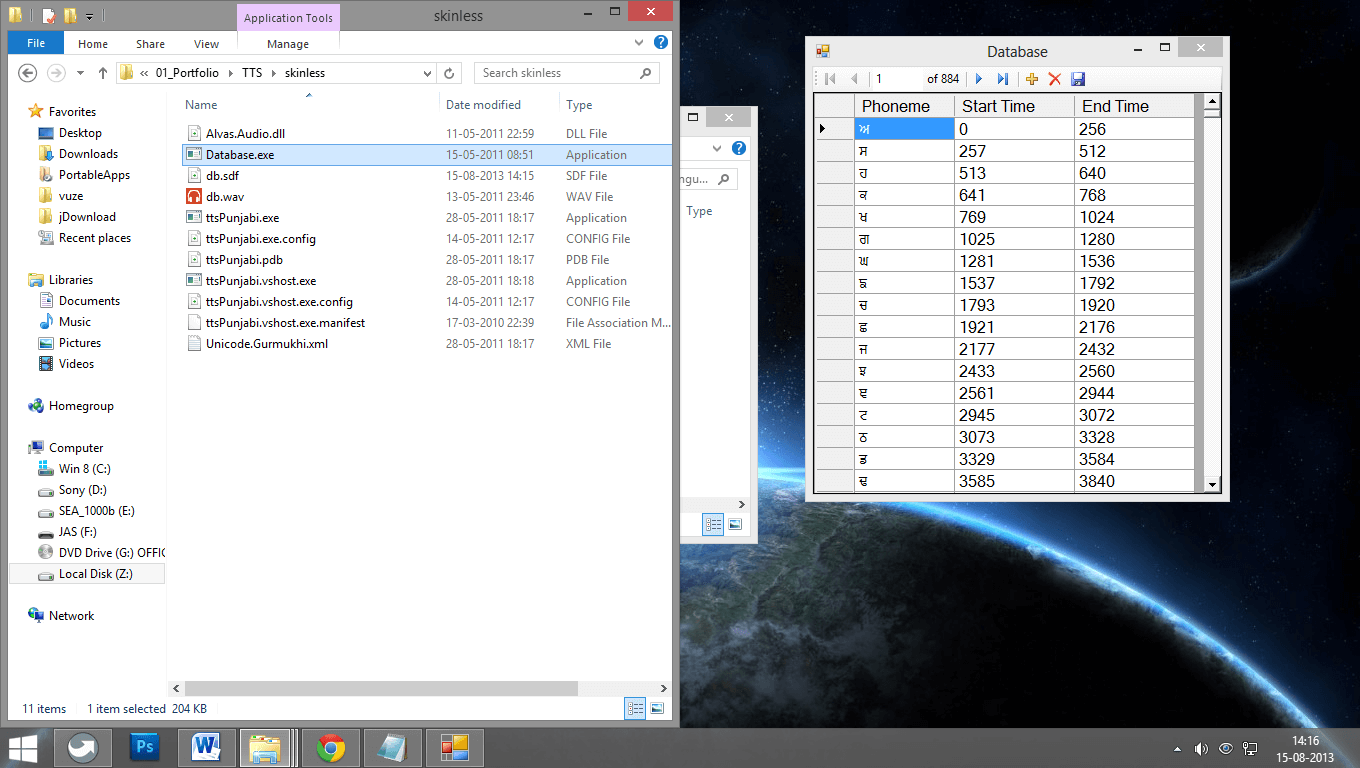 Application Tools
skinless
File
Home
Share
View
Manage
« 01_Portfolio TTS skinless
Search skinless
Favorites
Desktop
Downloads
PortableApps
vuze
jDownload
Recent places
Libraries
Documents
Music
Pictures
Videos
Homegroup
Computer
Win 8 (C:)
Sony (D:)
SEA_1000b (E:)
JAS (F:)
DVD Drive (G:) OFFIC
Local Disk (Z:)
Network
Name Date modified Type
Alvas.Audio.dll 11-05-2011 22:59 DLL File
Database.exe 15-05-2011 08:51 Application
db.sdf 15-08-2013 14:15 SDF File
db.wav 13-05-2011 23:46 WAV File
ttsPunjabi.exe 28-05-2011 18:17 Application
ttsPunjabi.exe.config 14-05-2011 12:17 CONFIG File
ttsPunjabi.pdb 28-05-2011 18:17 PDB File
ttsPunjabi.vshost.exe 28-05-2011 18:18 Application
ttsPunjabi.vshost.exe.config 14-05-2011 12:17 CONFIG File
ttsPunjabi.vshost.exe.manifest 17-03-2010 22:39 File Association M...
Unicode.Gurmukhi.xml 28-05-2011 18:17 XML File
11 items 1 item selected 204 KB
ngu...
Type
Database
1 of 884
Phoneme Start Time End Time
ਅ 0 256
ਸ 257 512
ਹ 513 640
ਕ 641 768
ਖ 769 1024
ਗ 1025 1280
ਘ 1281 1536
ਙ 1537 1792
ਚ 1793 1920
ਛ 1921 2176
ਜ 2177 2432
ਝ 2433 2560
ਞ 2561 2944
ਟ 2945 3072
ਠ 3073 3328
ਡ 3329 3584
ਢ 3585 3840
Ps
W
14:16
15-08-2013